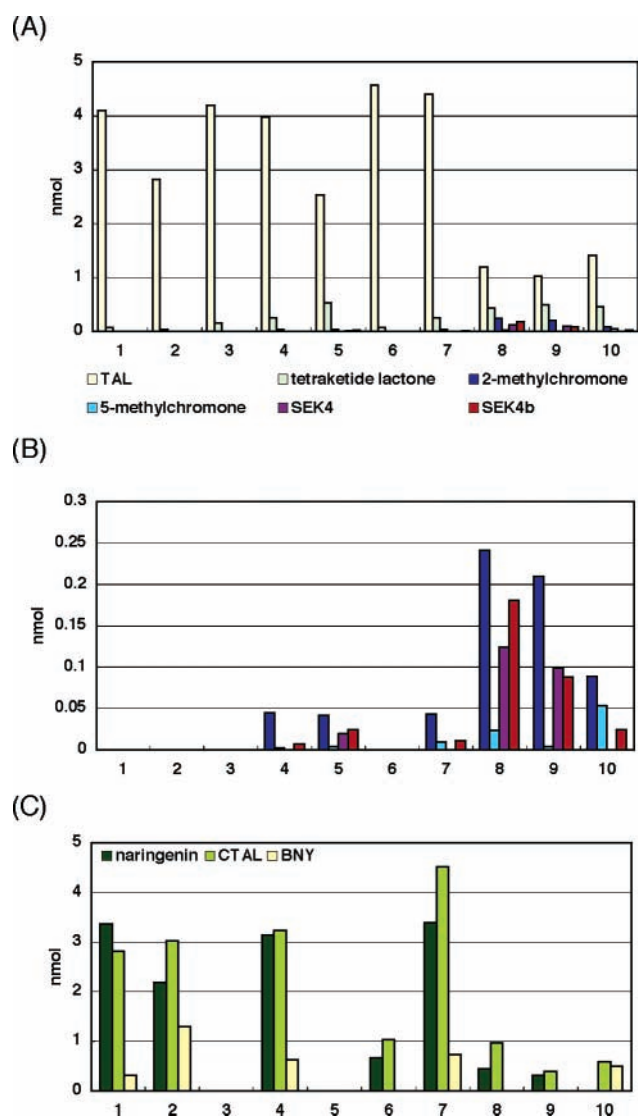 (A)
5
4
3
2
1
0
nmol
1 2 3 4 5 6 7 8 9 10
TAL tetraketide lactone 2-methylchromone
5-methylchromone SEK4 SEK4b
(B)
0.3
0.25
0.2
0.15
0.1
0.05
0
nmol
1 2 3 4 5 6 7 8 9 10
(C)
naringenin CTAL BNY
5
4
3
2
1
0
nmol
1 2 3 4 5 6 7 8 9 10